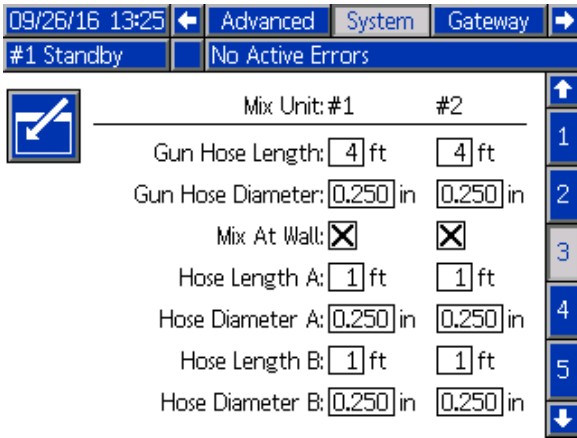 09/26/16 13:25 Advanced System Gateway
#1 Standby No Active Errors
Mix Unit: #1 #2
1
Gun Hose Length: 4 ft 4 ft
Gun Hose Diameter: 0.250 in 0.250 in
2
Mix At Wall:
3
Hose Length A: 1 ft 1 ft
Hose Diameter A: 0.250 in 0.250 in
4
Hose Length B: 1 ft 1 ft
5
Hose Diameter B: 0.250 in 0.250 in